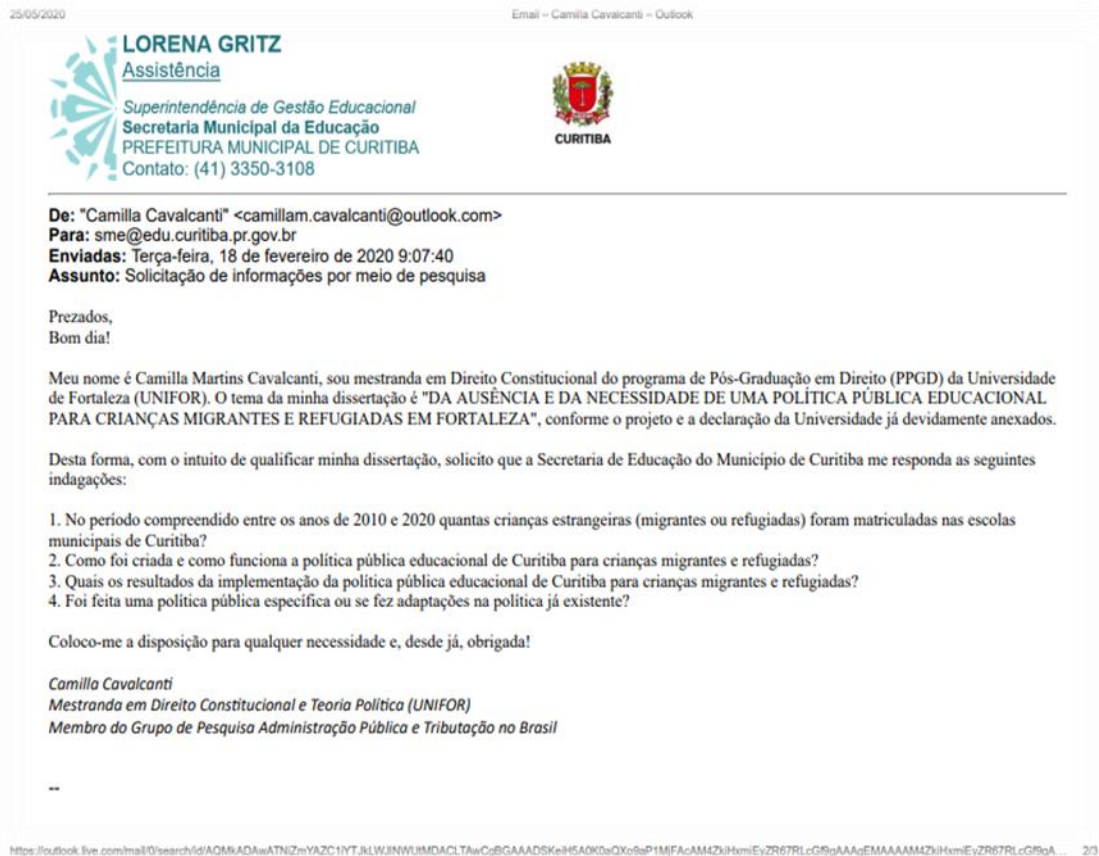 25/05/2020
Email – Camilla Cavalcanti – Outlook
LORENA GRITZ
Assistência
Superintendência de Gestão Educacional
Secretaria Municipal da Educação
PREFEITURA MUNICIPAL DE CURITIBA
Contato: (41) 3350-3108
CURITIBA
De: "Camilla Cavalcanti" <camillam.cavalcanti@outlook.com>
Para: sme@edu.curitiba.pr.gov.br
Enviadas: Terça-feira, 18 de fevereiro de 2020 9:07:40
Assunto: Solicitação de informações por meio de pesquisa
Prezados,
Bom dia!
Meu nome é Camilla Martins Cavalcanti, sou mestranda em Direito Constitucional do programa de Pós-Graduação em Direito (PPGD) da Universidade
de Fortaleza (UNIFOR). O tema da minha dissertação é "DA AUSÊNCIA E DA NECESSIDADE DE UMA POLÍTICA PÚBLICA EDUCACIONAL
PARA CRIANÇAS MIGRANTES E REFUGIADAS EM FORTALEZA", conforme o projeto e a declaração da Universidade já devidamente anexados.
Desta forma, com o intuito de qualificar minha dissertação, solicito que a Secretaria de Educação do Município de Curitiba me responda as seguintes
indagações:
1. No período compreendido entre os anos de 2010 e 2020 quantas crianças estrangeiras (migrantes ou refugiadas) foram matriculadas nas escolas
municipais de Curitiba?
2. Como foi criada e como funciona a política pública educacional de Curitiba para crianças migrantes e refugiadas?
3. Quais os resultados da implementação da política pública educacional de Curitiba para crianças migrantes e refugiadas?
4. Foi feita uma política pública específica ou se fez adaptações na política já existente?
Coloco-me a disposição para qualquer necessidade e, desde já, obrigada!
Camilla Cavalcanti
Mestranda em Direito Constitucional e Teoria Política (UNIFOR)
Membro do Grupo de Pesquisa Administração Pública e Tributação no Brasil
--
2/3